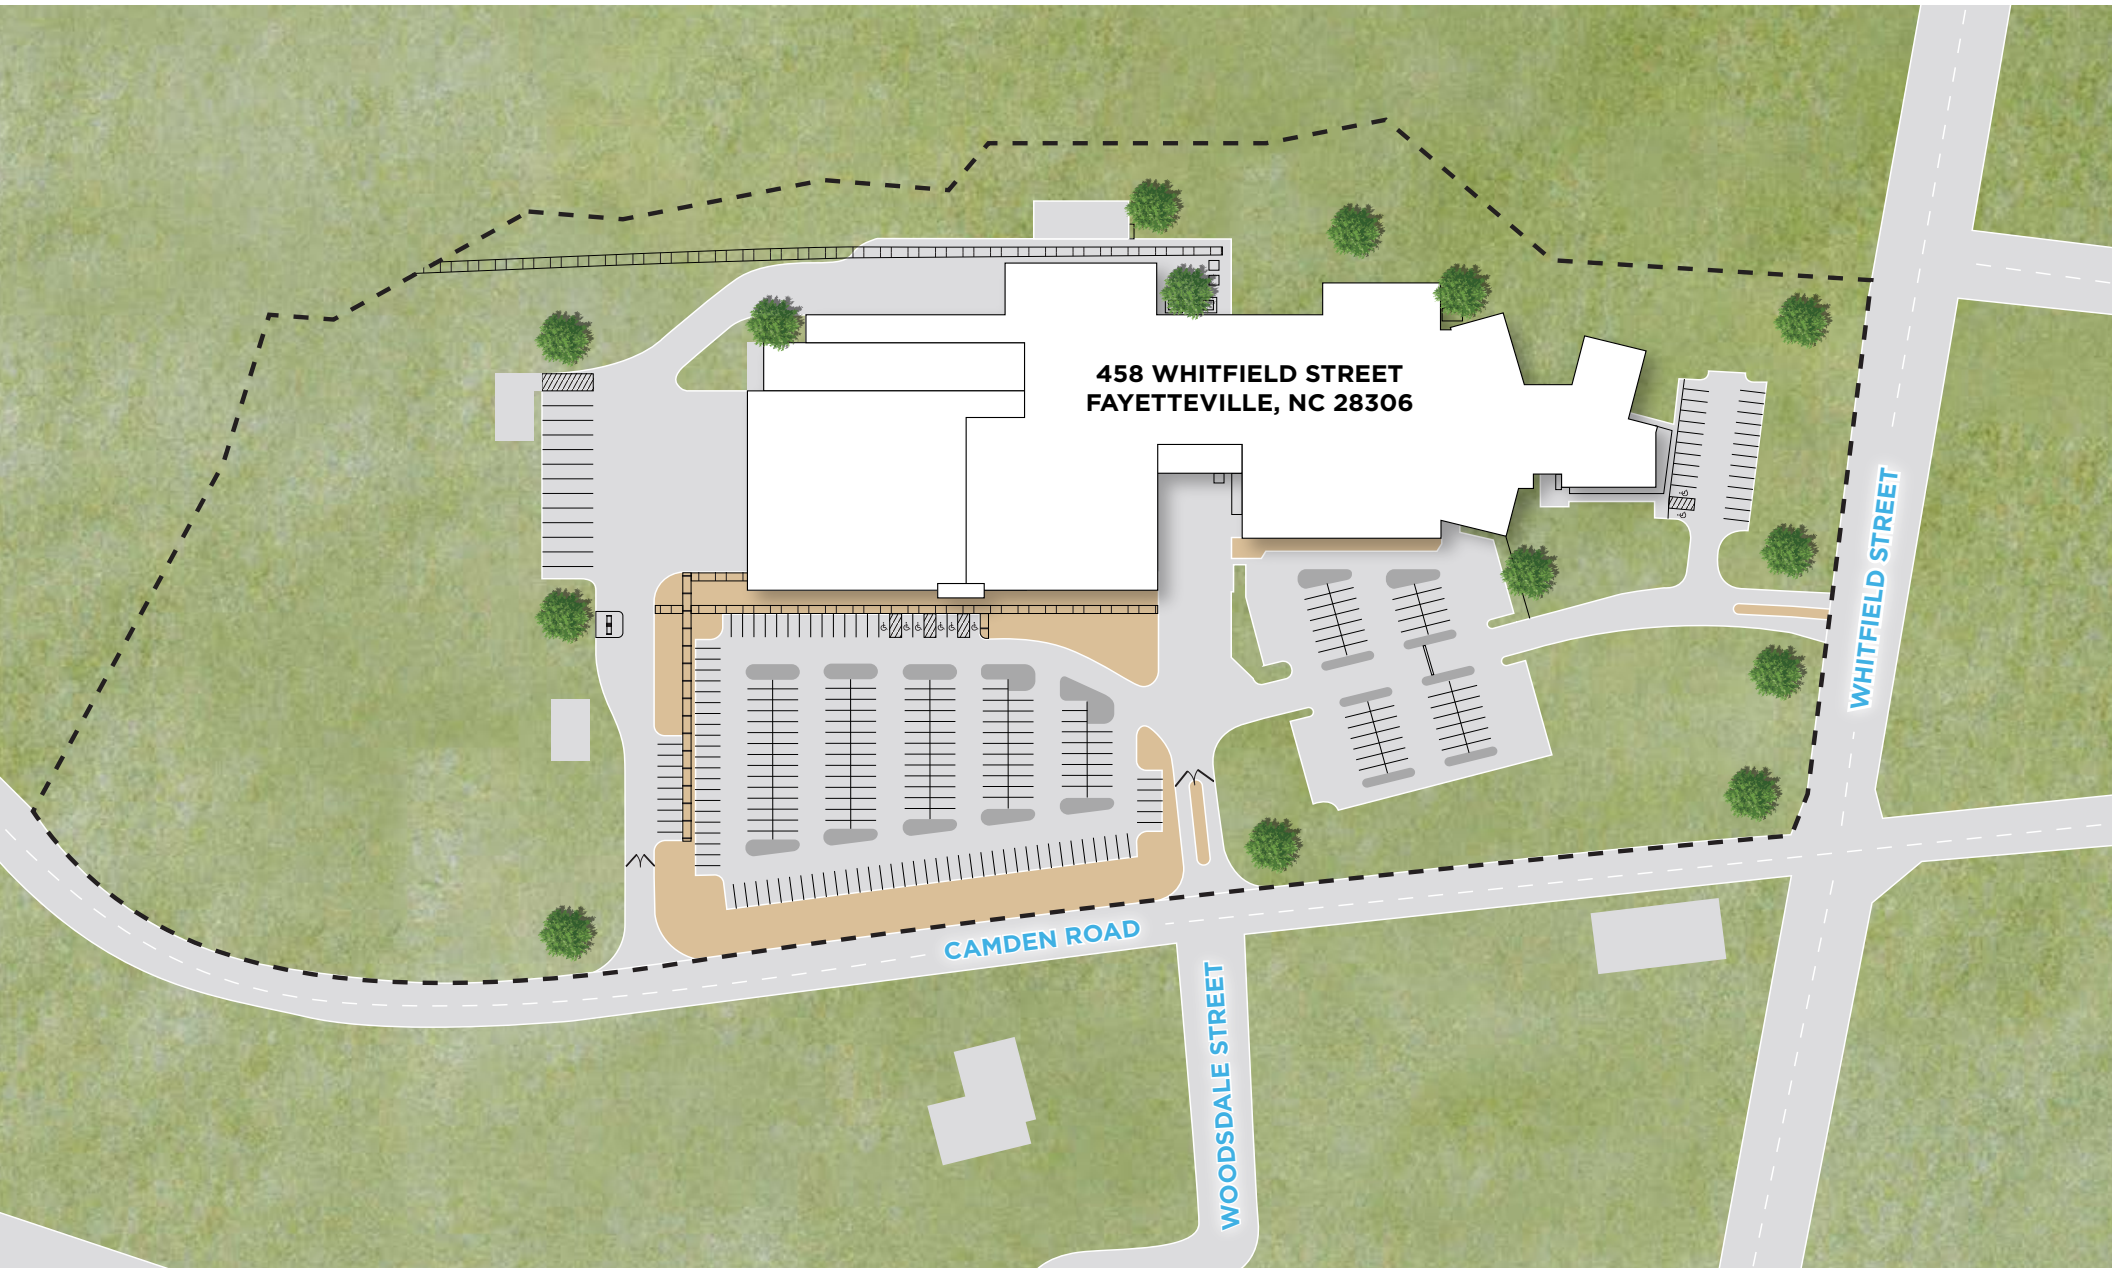 458 WHITFIELD STREET
FAYETTEVILLE, NC 28306
WHITFIELD STREET
CAMDEN ROAD
WOODSDALE STREET